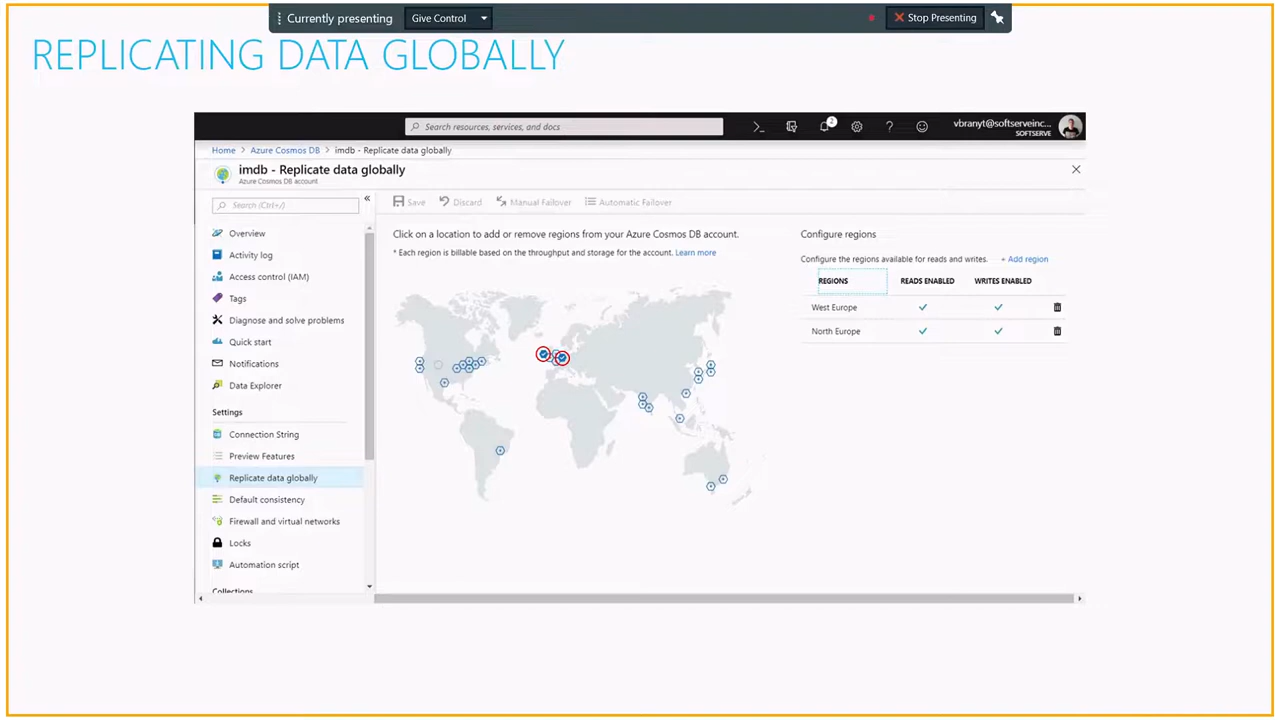 Currently presenting
Give Control
Stop Presenting
REPLICATING DATA GLOBALLY
Search resources, services, and docs
2
vbranyt@softserveinc...
SOFTSERVE
Home > Azure Cosmos DB > imdb - Replicate data globally
imdb - Replicate data globally
Azure Cosmos DB account
Search (Ctrl+/)
Overview
Activity log
Access control (IAM)
Tags
Diagnose and solve problems
Quick start
Notifications
Data Explorer
Settings
Connection String
Preview Features
Replicate data globally
Default consistency
Firewall and virtual networks
Locks
Automation script
Collections
Save
Discard
Manual Failover
Automatic Failover
Click on a location to add or remove regions from your Azure Cosmos DB account.
* Each region is billable based on the throughput and storage for the account. Learn more
Configure regions
Configure the regions available for reads and writes. + Add region
REGIONS READS ENABLED WRITES ENABLED
West Europe
North Europe